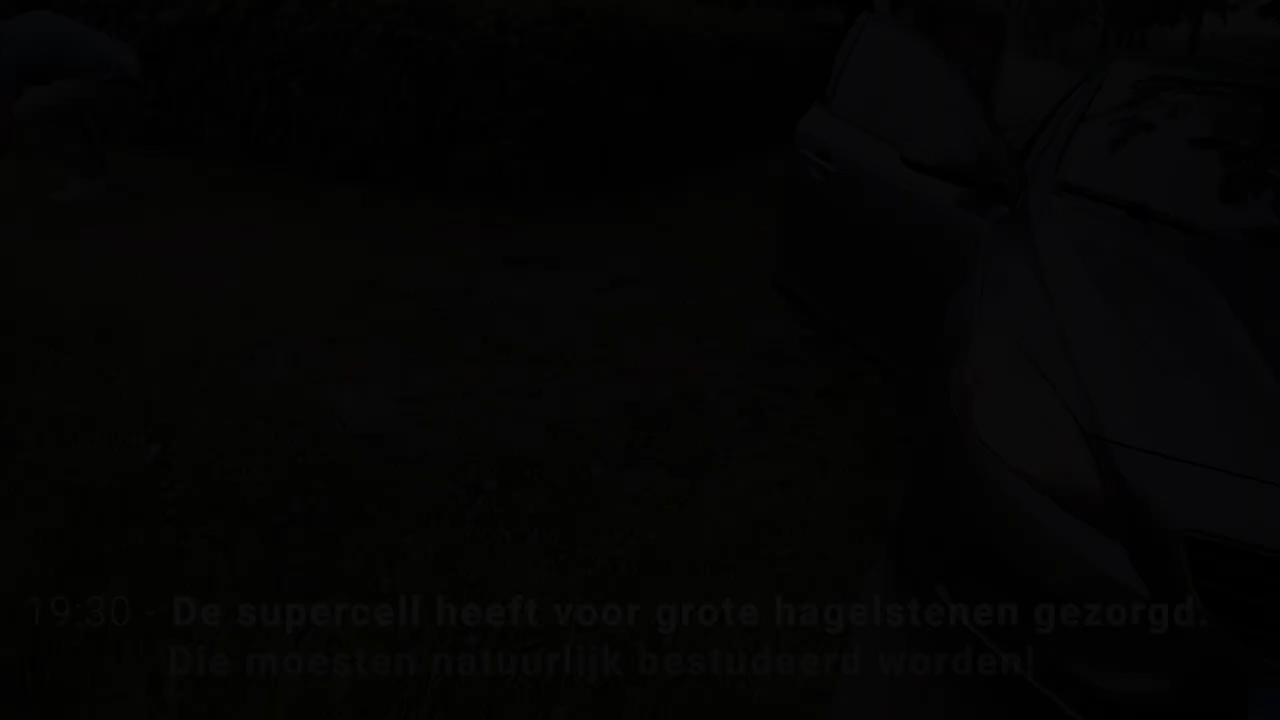 19:30 - De supercell heeft voor grote hagelstenen gezorgd.
Die moesten natuurlijk bestudeerd worden!